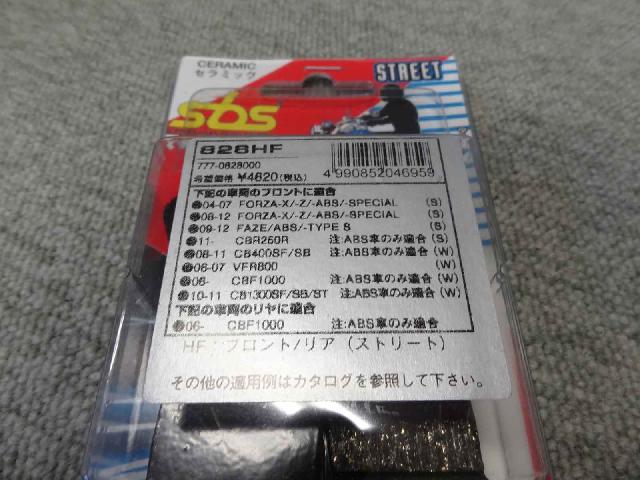 CERAMIC
セラミック
STREET
sbs
828HF
777-0828000
希望価格 ¥4620(税込)
4 990852 046959
下記の車両のフロントに適合
04-07 FORZA-X/-Z/-ABS/-SPECIAL (S)
08-12 FORZA-X/-Z/-ABS/-SPECIAL (S)
09-12 FAZE/ABS/-TYPE S (S)
11- CBR250R 注:ABS車のみ適合 (S)
08-11 CB400SF/SB 注:ABS車のみ適合 (W)
06-07 VFR800 (W)
06- CBF1000 注:ABS車のみ適合 (W)
10-11 CB1300SF/SB/ST 注:ABS車のみ適合 (W)
下記の車両のリヤに適合
06- CBF1000 注:ABS車のみ適合
HF:フロント/リア (ストリート)
その他の適用例はカタログを参照して下さい。